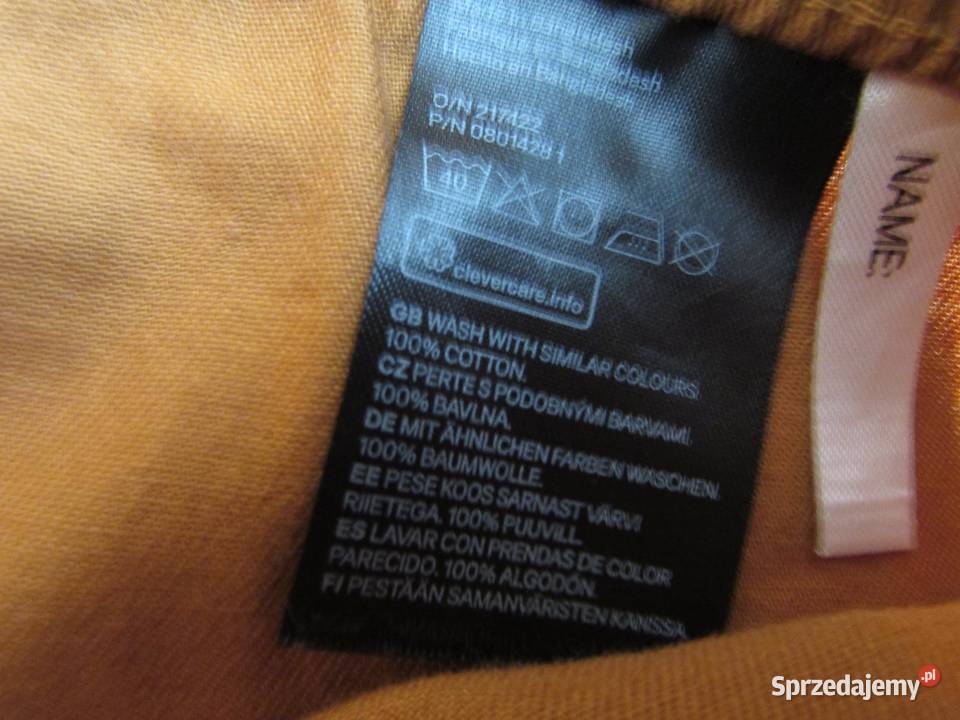 Bangladesh
O/N 217422
P/N 0801428 1
40
clevercare.info
GB WASH WITH SIMILAR COLOURS.
100% COTTON.
CZ PERTE S PODOBNÝMI BARVAMI.
100% BAVLNA.
DE MIT ÄHNLICHEN FARBEN WASCHEN.
100% BAUMWOLLE.
EE PESE KOOS SARNAST VÄRVI
RIIETEGA. 100% PUUVILL.
ES LAVAR CON PRENDAS DE COLOR
PARECIDO. 100% ALGODÓN.
FI PESTÄÄN SAMANVÄRISTEN KANSSA.
NAME
Sprzedajemy.pl